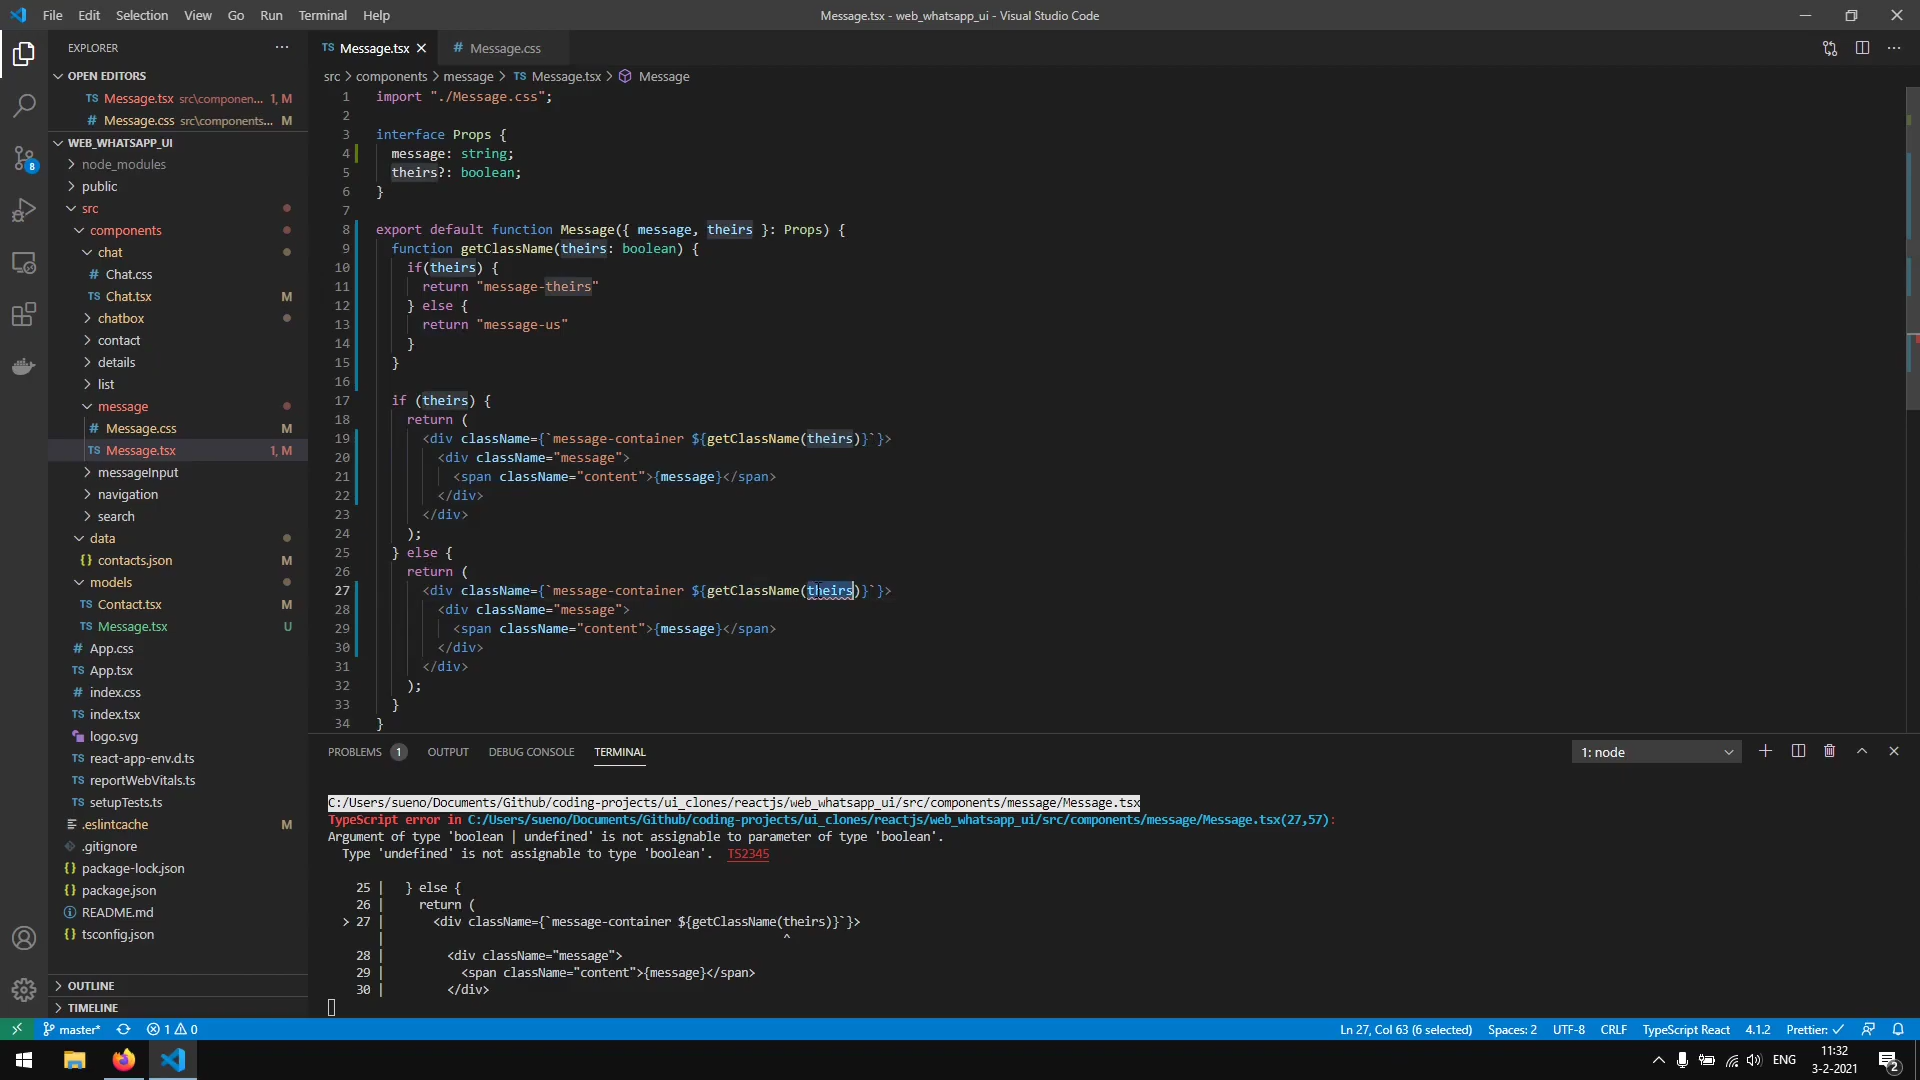 File Edit Selection View Go Run Terminal Help
Message.tsx - web_whatsapp_ui - Visual Studio Code
EXPLORER
OPEN EDITORS
TS Message.tsx src\componen... 1, M
# Message.css src\components... M
WEB_WHATSAPP_UI
node_modules
public
src
components
chat
# Chat.css
TS Chat.tsx M
chatbox
contact
details
list
message
# Message.css M
TS Message.tsx 1, M
messageInput
navigation
search
data
{} contacts.json M
models
TS Contact.tsx M
TS Message.tsx U
# App.css
TS App.tsx
# index.css
TS index.tsx
logo.svg
TS react-app-env.d.ts
TS reportWebVitals.ts
TS setupTests.ts
.eslintcache M
.gitignore
{} package-lock.json
{} package.json
README.md
{} tsconfig.json
OUTLINE
TIMELINE
8
TS Message.tsx # Message.css
src > components > message > TS Message.tsx > Message
1 import "./Message.css";
2
3 interface Props {
4 message: string;
5 theirs?: boolean;
6 }
7
8 export default function Message({ message, theirs }: Props) {
9 function getClassName(theirs: boolean) {
10 if(theirs) {
11 return "message-theirs"
12 } else {
13 return "message-us"
14 }
15 }
16
17 if (theirs) {
18 return (
19 <div className={`message-container ${getClassName(theirs)}`}>
20 <div className="message">
21 <span className="content">{message}</span>
22 </div>
23 </div>
24 );
25 } else {
26 return (
27 <div className={`message-container ${getClassName(theirs)}`}>
28 <div className="message">
29 <span className="content">{message}</span>
30 </div>
31 </div>
32 );
33 }
34 }
PROBLEMS 1 OUTPUT DEBUG CONSOLE TERMINAL 1: node
C:/Users/sueno/Documents/Github/coding-projects/ui_clones/reactjs/web_whatsapp_ui/src/components/message/Message.tsx
TypeScript error in C:/Users/sueno/Documents/Github/coding-projects/ui_clones/reactjs/web_whatsapp_ui/src/components/message/Message.tsx(27,57):
Argument of type 'boolean | undefined' is not assignable to parameter of type 'boolean'.
Type 'undefined' is not assignable to type 'boolean'. TS2345
25 | } else {
26 | return (
> 27 | <div className={`message-container ${getClassName(theirs)}`}>
| ^
28 | <div className="message">
29 | <span className="content">{message}</span>
30 | </div>
master* 1 0 Ln 27, Col 63 (6 selected) Spaces: 2 UTF-8 CRLF TypeScript React 4.1.2 Prettier: ✓
ENG
11:32
3-2-2021
2